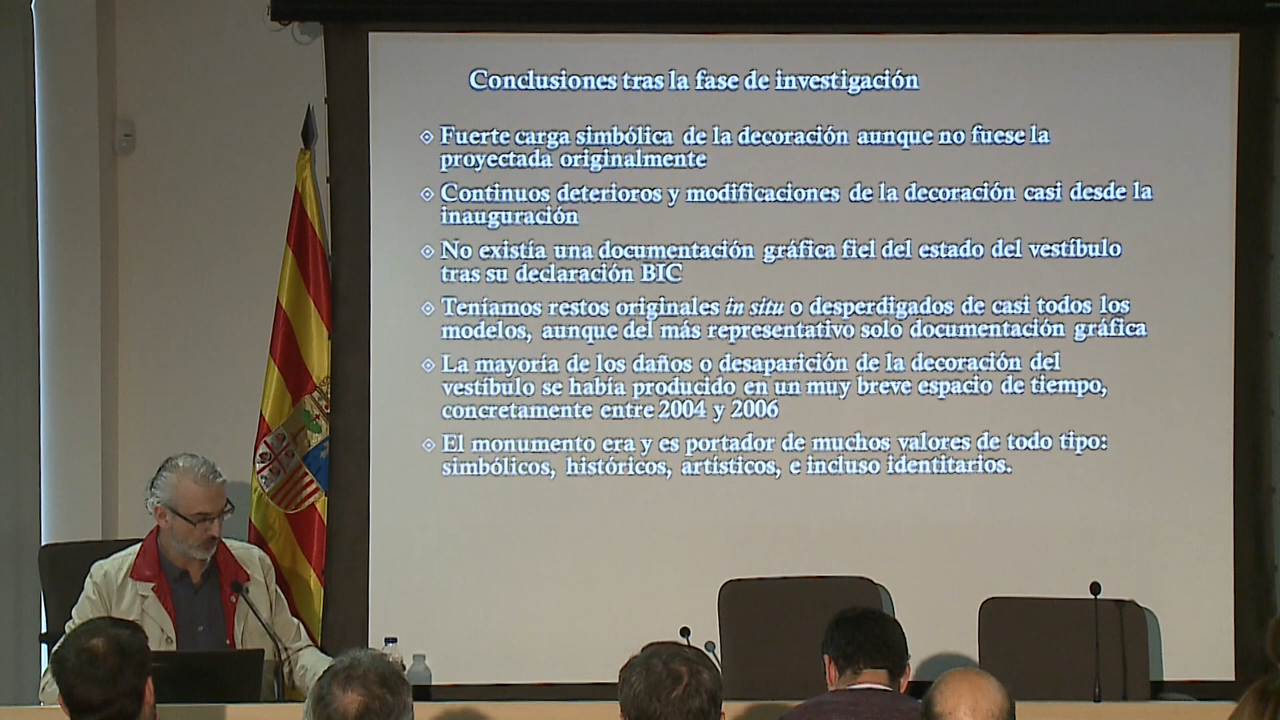 Conclusiones tras la fase de investigación
Fuerte carga simbólica de la decoración aunque no fuese la
proyectada originalmente
Continuos deterioros y modificaciones de la decoración casi desde la
inauguración
No existía una documentación gráfica fiel del estado del vestíbulo
tras su declaración BIC
Teníamos restos originales in situ o desperdigados de casi todos los
modelos, aunque del más representativo solo documentación gráfica
La mayoría de los daños o desaparición de la decoración del
vestíbulo se había producido en un muy breve espacio de tiempo,
concretamente entre 2004 y 2006
El monumento era y es portador de muchos valores de todo tipo:
simbólicos, históricos, artísticos, e incluso identitarios.